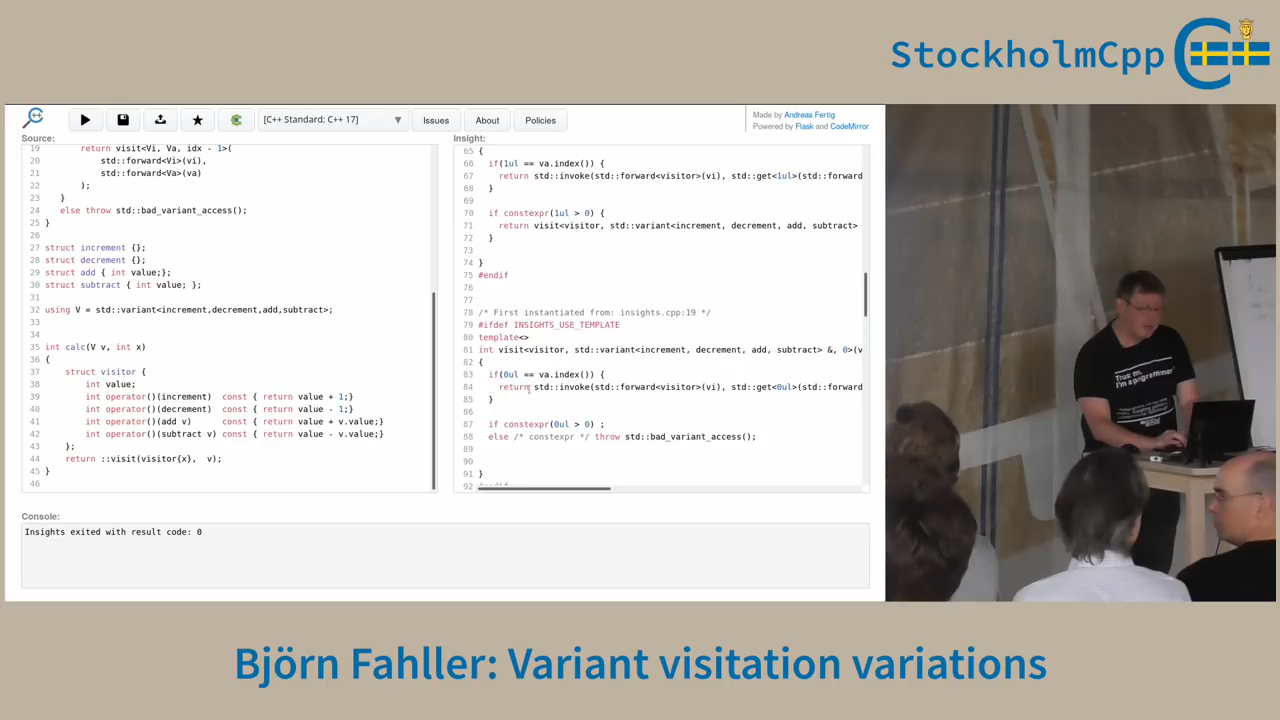 StockholmCpp
[C++ Standard: C++ 17]
Issues
About
Policies
Made by Andreas Fertig
Powered by Flask and CodeMirror
Source:
19 return visit<Vi, Va, idx - 1>(
20 std::forward<Vi>(vi),
21 std::forward<Va>(va)
22 );
23 }
24 else throw std::bad_variant_access();
25 }
26
27 struct increment {};
28 struct decrement {};
29 struct add { int value;};
30 struct subtract { int value; };
31
32 using V = std::variant<increment,decrement,add,subtract>;
33
34
35 int calc(V v, int x)
36 {
37 struct visitor {
38 int value;
39 int operator()(increment) const { return value + 1;}
40 int operator()(decrement) const { return value - 1;}
41 int operator()(add v) const { return value + v.value;}
42 int operator()(subtract v) const { return value - v.value;}
43 };
44 return ::visit(visitor{x}, v);
45 }
46
Insight:
65 {
66 if(1ul == va.index()) {
67 return std::invoke(std::forward<visitor>(vi), std::get<1ul>(std::forward
68 }
69
70 if constexpr(1ul > 0) {
71 return visit<visitor, std::variant<increment, decrement, add, subtract>
72 }
73
74 }
75 #endif
76
77
78 /* First instantiated from: insights.cpp:19 */
79 #ifdef INSIGHTS_USE_TEMPLATE
80 template<>
81 int visit<visitor, std::variant<increment, decrement, add, subtract> &, 0>(v
82 {
83 if(0ul == va.index()) {
84 return std::invoke(std::forward<visitor>(vi), std::get<0ul>(std::forward
85 }
86
87 if constexpr(0ul > 0) ;
88 else /* constexpr */ throw std::bad_variant_access();
89
90
91 }
92 #endif
Console:
Insights exited with result code: 0
Trust me,
I'm a programmer.
Björn Fahller: Variant visitation variations